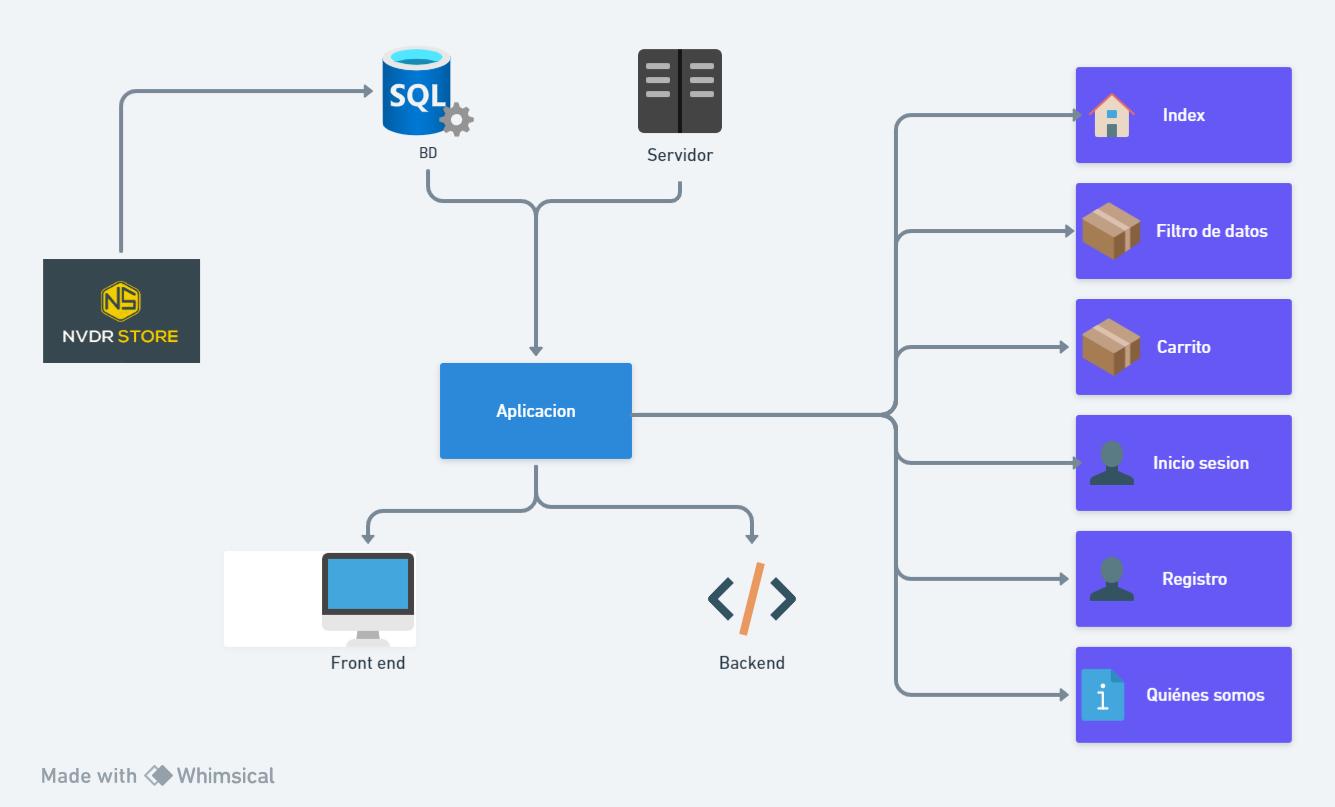 SQL
BD
Servidor
NS
NVDR STORE
Aplicacion
Front end
Backend
Index
Filtro de datos
Carrito
Inicio sesion
Registro
i
Quiénes somos
Made with Whimsical